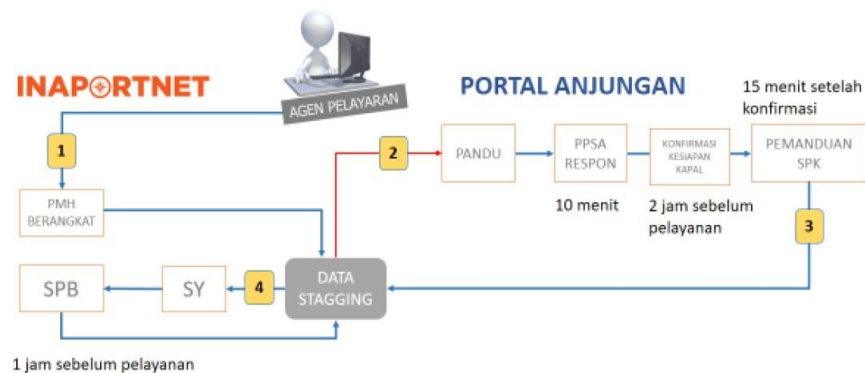 INAPORTNET
AGEN PELAYARAN
PORTAL ANJUNGAN
15 menit setelah
konfirmasi
1
2
PANDU
PPSA
RESPON
KONFIRMASI
KESIAPAN
KAPAL
PEMANDUAN
SPK
10 menit
2 jam sebelum
pelayanan
PMH
BERANGKAT
3
SPB
SY
4
DATA
STAGGING
1 jam sebelum pelayanan